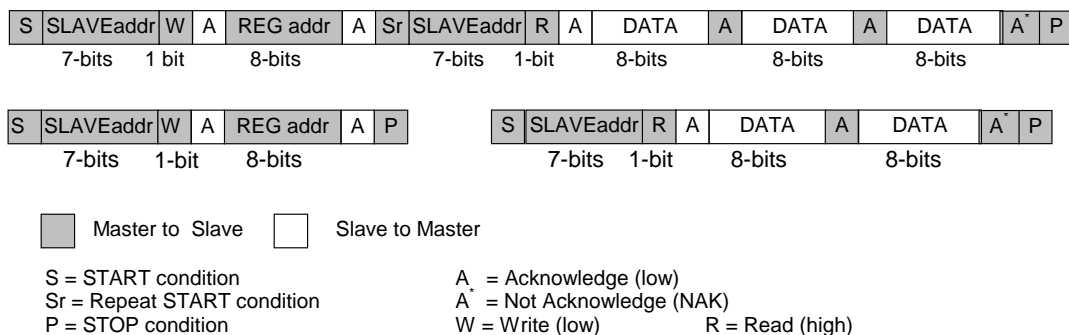 S SLAVEaddr W A REG addr A Sr SLAVEaddr R A DATA A DATA A DATA A* P
7-bits 1 bit 8-bits 7-bits 1-bit 8-bits 8-bits 8-bits
S SLAVEaddr W A REG addr A P
7-bits 1-bit 8-bits
S SLAVEaddr R A DATA A DATA A* P
7-bits 1-bit 8-bits 8-bits
Master to Slave Slave to Master
S = START condition
Sr = Repeat START condition
P = STOP condition
A = Acknowledge (low)
A* = Not Acknowledge (NAK)
W = Write (low) R = Read (high)